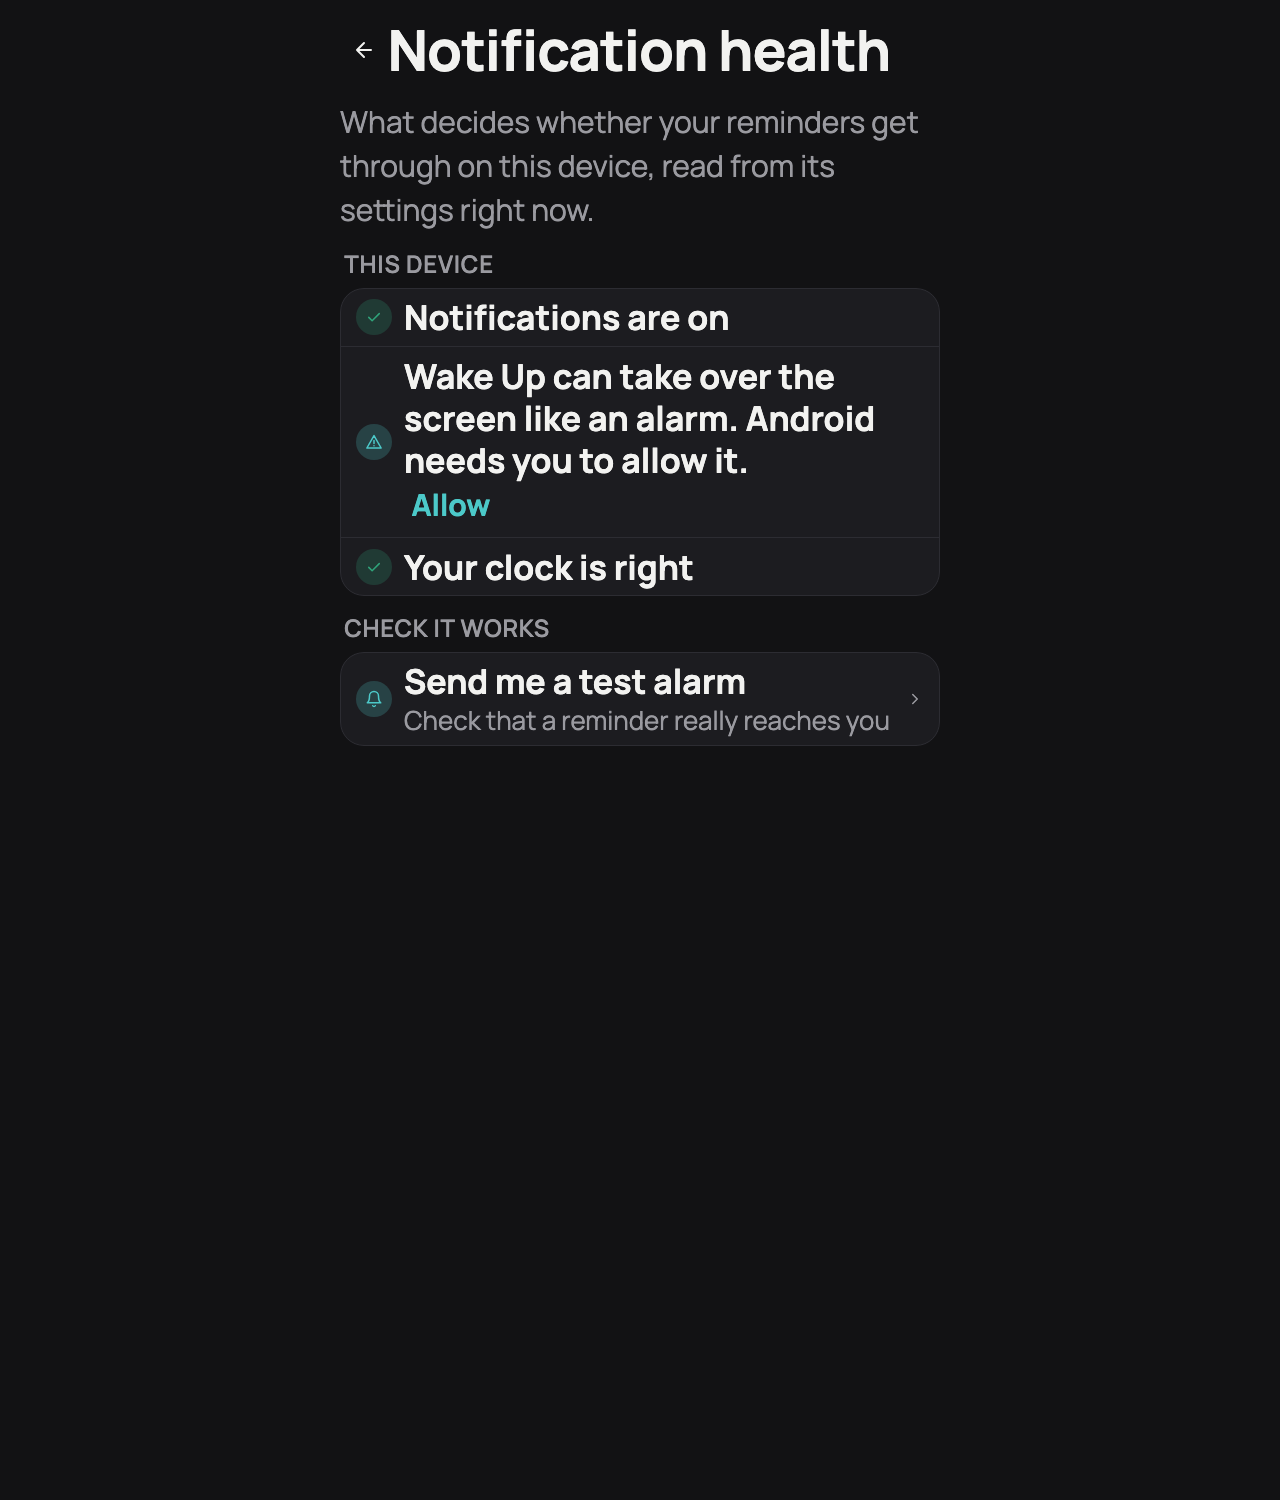 Notification health
What decides whether your reminders get
through on this device, read from its
settings right now.
THIS DEVICE
Notifications are on
Wake Up can take over the
screen like an alarm. Android
needs you to allow it.
Allow
Your clock is right
CHECK IT WORKS
Send me a test alarm
Check that a reminder really reaches you